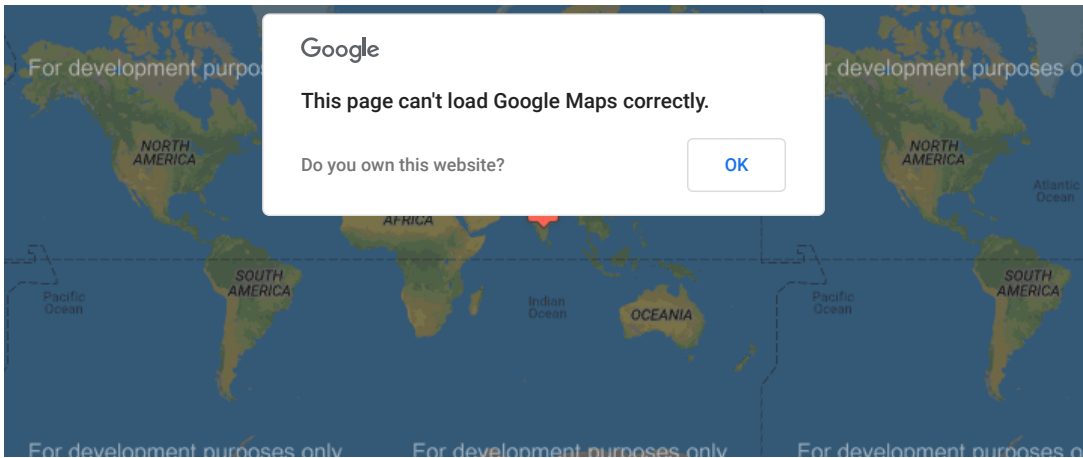 Google
This page can't load Google Maps correctly.
Do you own this website?
OK
For development purpo
r development purposes o
NORTH
AMERICA
NORTH
AMERICA
Atlantic
Ocean
AFRICA
SOUTH
AMERICA
SOUTH
AMERICA
Pacific
Ocean
Indian
Ocean
OCEANIA
Pacific
Ocean
For development purposes only
For development purposes only
For development purposes o